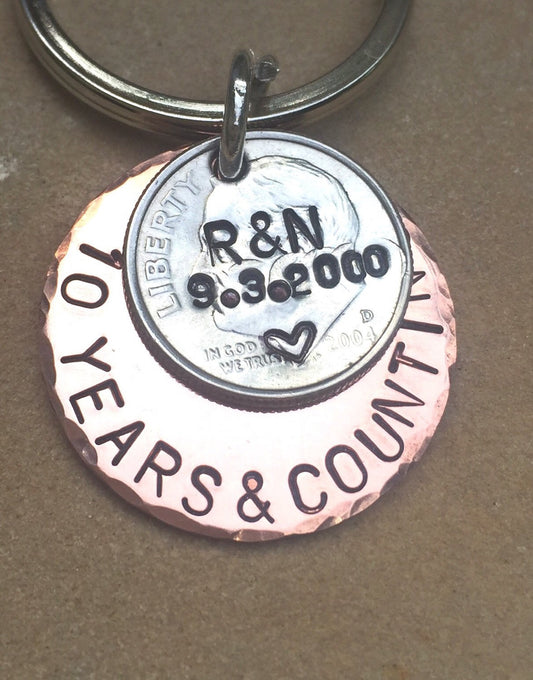 LIBERTY
R&N
9.3.2000
IN GOD
WE TRUST
D
2004
10 YEARS & COUNTIN